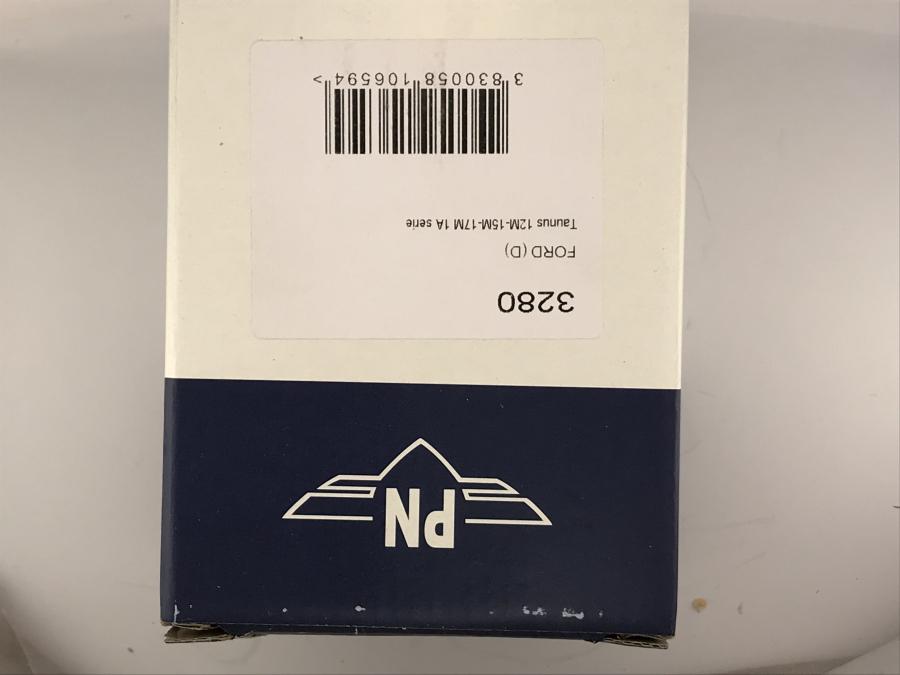 PN
3280
FORD (D)
Taunus 12M-15M-17M 1A serie
3 830058 106594 >